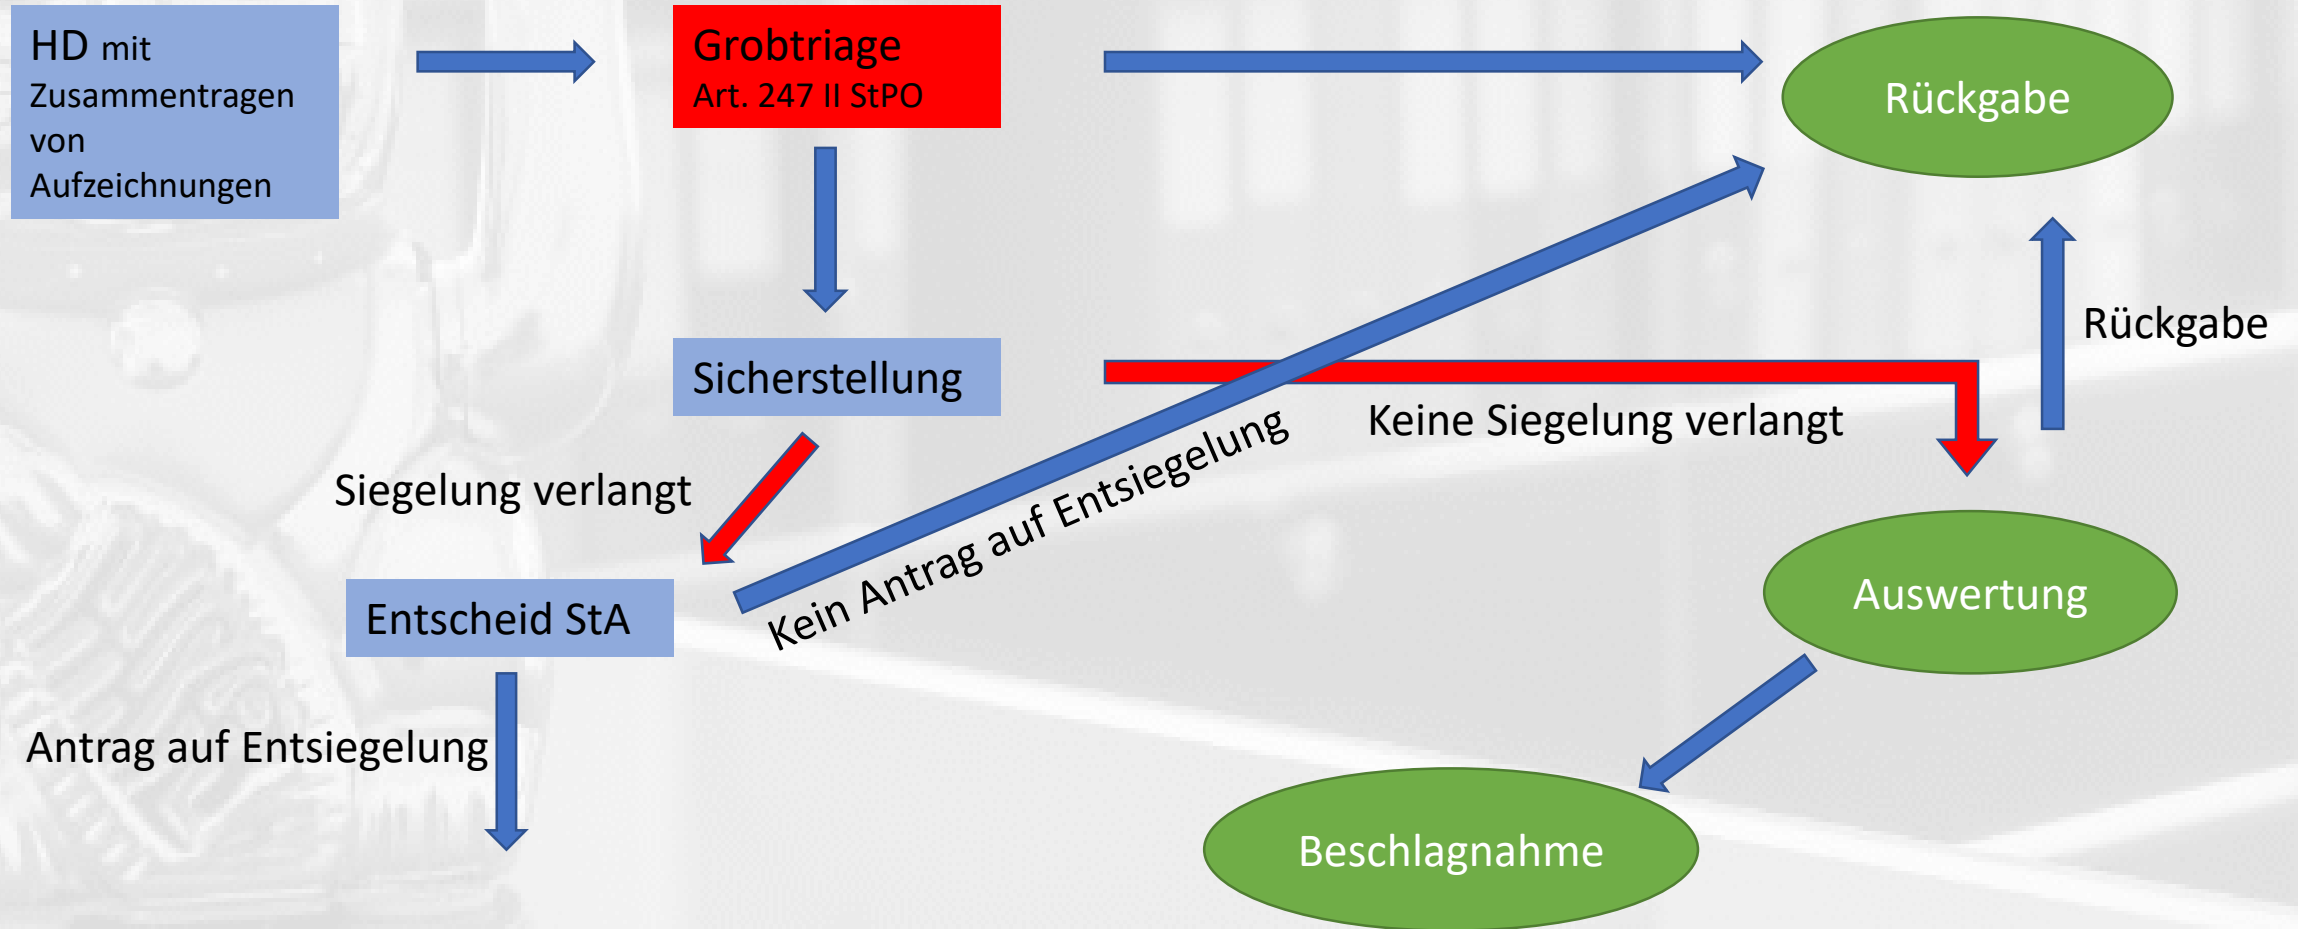 HD mit
Zusammentragen
von
Aufzeichnungen
Grobtriage
Art. 247 II StPO
Rückgabe
Rückgabe
Sicherstellung
Keine Siegelung verlangt
Siegelung verlangt
Kein Antrag auf Entsiegelung
Entscheid StA
Auswertung
Antrag auf Entsiegelung
Beschlagnahme